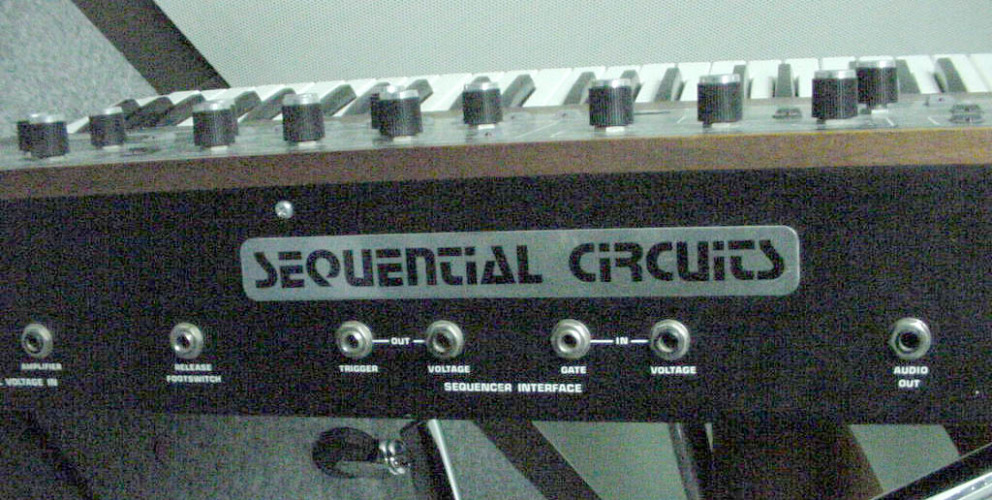 SEQUENTIAL CIRCUITS
OUT
IN
AMPLIFIER
RELEASE
FOOTSWITCH
TRIGGER
VOLTAGE
GATE
VOLTAGE
AUDIO
OUT
VOLTAGE IN
SEQUENCER INTERFACE